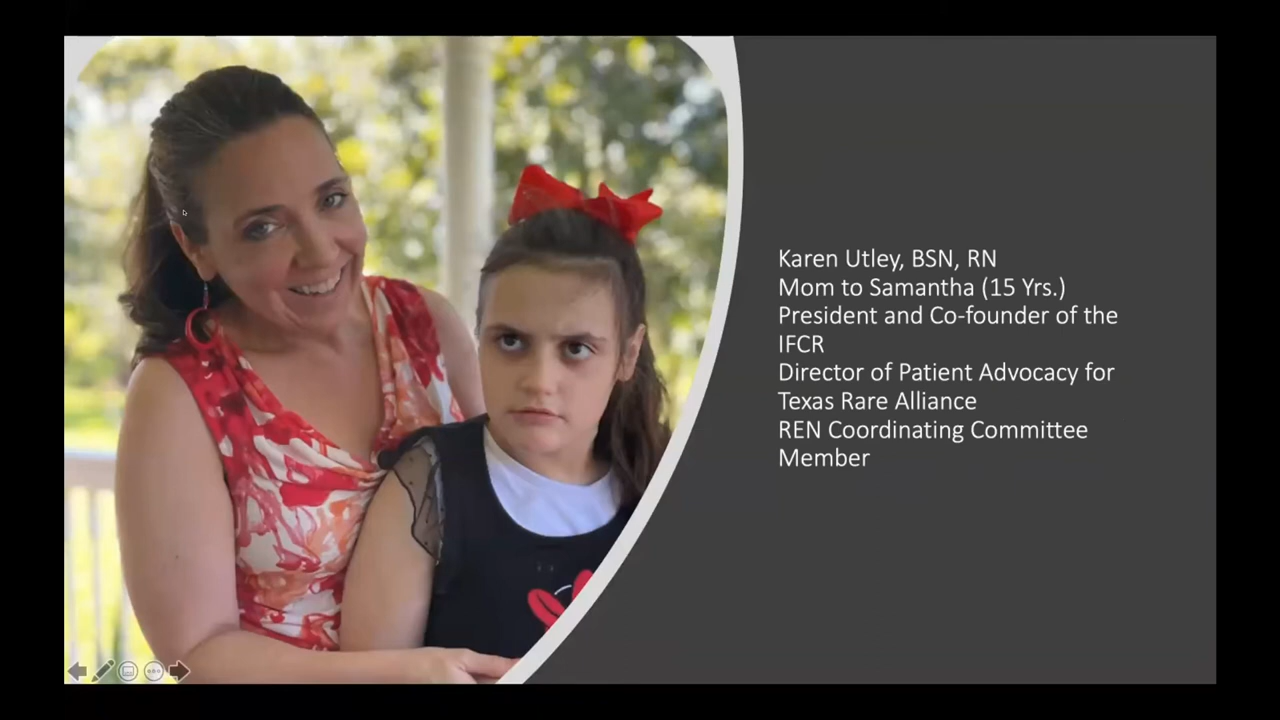 Karen Utley, BSN, RN
Mom to Samantha (15 Yrs.)
President and Co-founder of the
IFCR
Director of Patient Advocacy for
Texas Rare Alliance
REN Coordinating Committee
Member